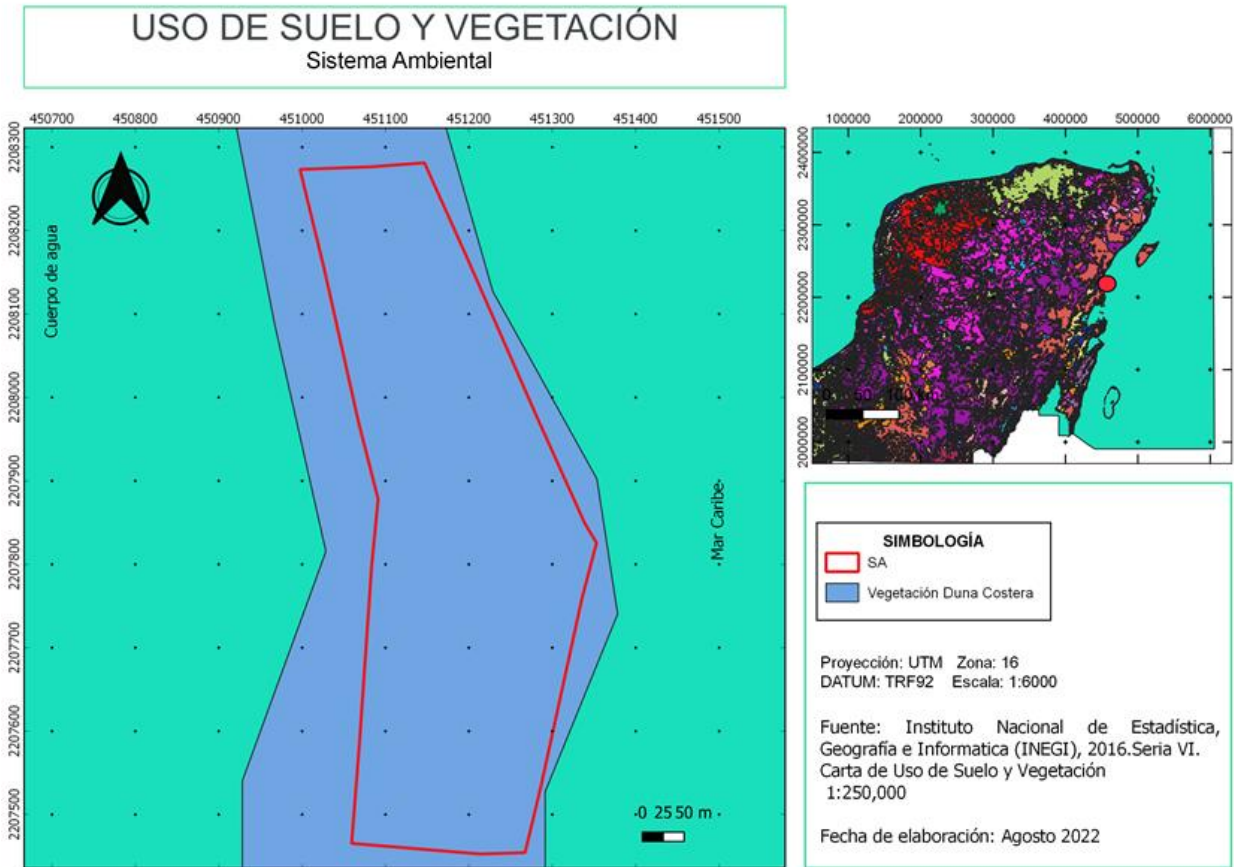 USO DE SUELO Y VEGETACIÓN
Sistema Ambiental
450700 450800 450900 451000 451100 451200 451300 451400 451500
2208300
2208200
2208100
2208000
2207900
2207800
2207700
2207600
2207500
Cuerpo de agua
Mar Caribe
0 25 50 m
100000 200000 300000 400000 500000 600000
2400000
2300000
2200000
2100000
2000000
SIMBOLOGÍA
SA
Vegetación Duna Costera
Proyección: UTM Zona: 16
DATUM: TRF92 Escala: 1:6000
Fuente: Instituto Nacional de Estadística,
Geografía e Informatica (INEGI), 2016.Seria VI.
Carta de Uso de Suelo y Vegetación
1:250,000
Fecha de elaboración: Agosto 2022